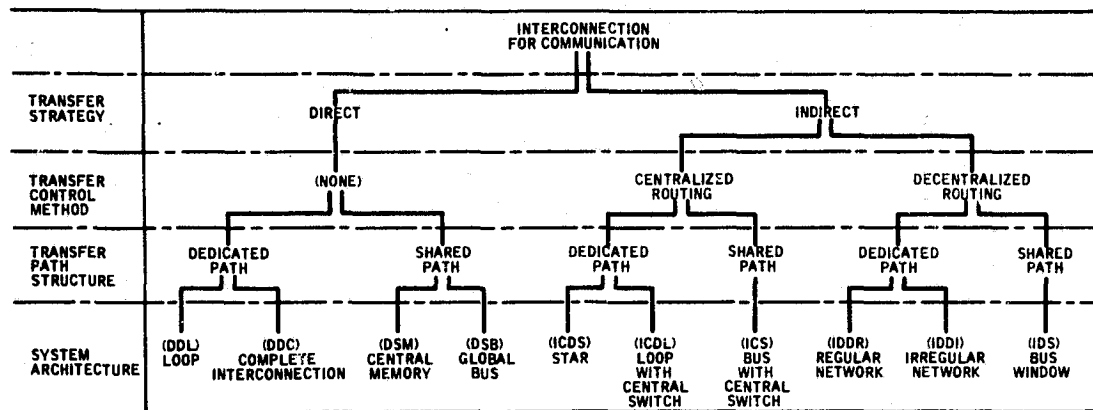 INTERCONNECTION
FOR COMMUNICATION
TRANSFER
STRATEGY
DIRECT
INDIRECT
TRANSFER
CONTROL
METHOD
(NONE)
CENTRALIZED
ROUTING
DECENTRALIZED
ROUTING
TRANSFER
PATH
STRUCTURE
DEDICATED
PATH
SHARED
PATH
DEDICATED
PATH
SHARED
PATH
DEDICATED
PATH
SHARED
PATH
SYSTEM
ARCHITECTURE
(DDL)
LOOP
(DDC)
COMPLETE
INTERCONNECTION
(DSM)
CENTRAL
MEMORY
(DSB)
GLOBAL
BUS
(ICDS)
STAR
(ICDL)
LOOP
WITH
CENTRAL
SWITCH
(ICS)
BUS
WITH
CENTRAL
SWITCH
(IDDR)
REGULAR
NETWORK
(IDDI)
IRREGULAR
NETWORK
(IDS)
BUS
WINDOW